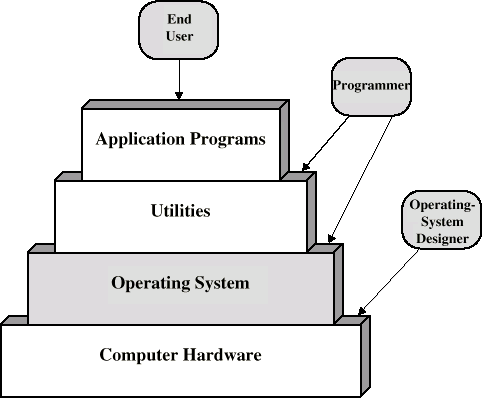 End
User
Programmer
Application Programs
Utilities
Operating-
System
Designer
Operating System
Computer Hardware